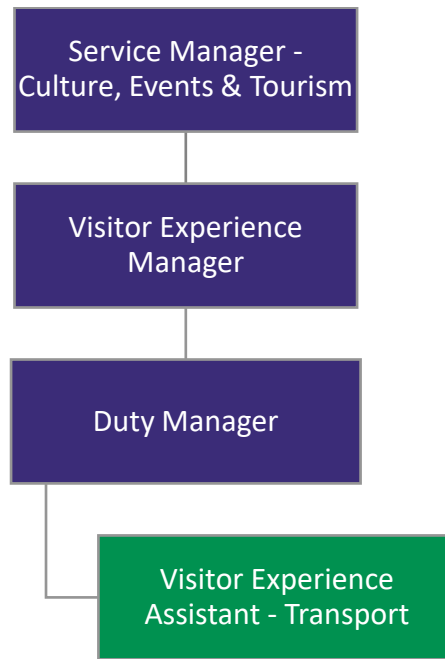 Service Manager -
Culture, Events & Tourism
Visitor Experience
Manager
Duty Manager
Visitor Experience
Assistant - Transport